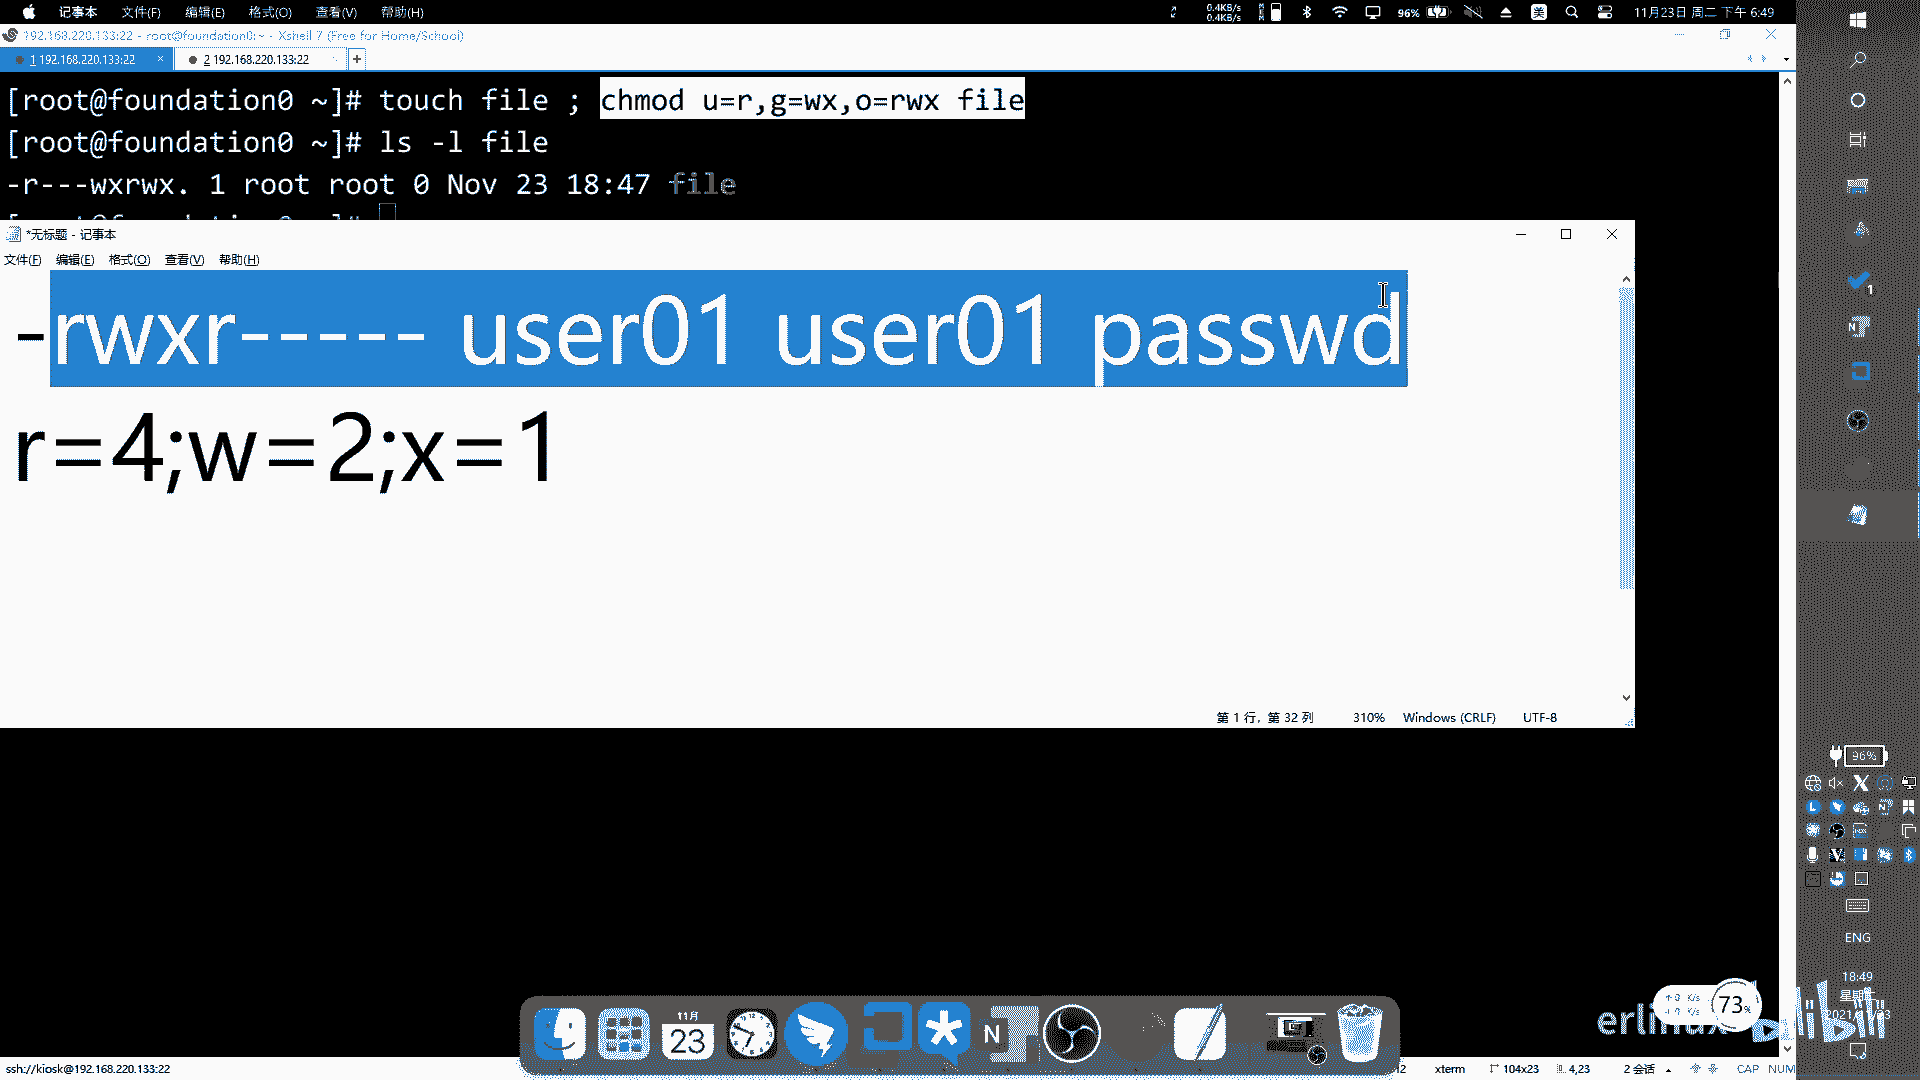 记事本 文件(F) 编辑(E) 格式(O) 查看(V) 帮助(H) 0.4KB/s 0.4KB/s MEM 96% 美 11月23日 周二 下午 6:49
192.168.220.133:22 - root@foundation0:~ - Xshell 7 (Free for Home/School)
1 192.168.220.133:22 × 2 192.168.220.133:22 +
[root@foundation0 ~]# touch file ; chmod u=r,g=wx,o=rwx file
[root@foundation0 ~]# ls -l file
-r---wxrwx. 1 root root 0 Nov 23 18:47 file
*无标题 - 记事本
文件(F) 编辑(E) 格式(O) 查看(V) 帮助(H)
-rwxr----- user01 user01 passwd
r=4;w=2;x=1
第 1 行，第 32 列 310% Windows (CRLF) UTF-8
96%
ENG
18:49
11月
23
73%
erlinux bilibili
ssh://kiosk@192.168.220.133:22 xterm 104x23 4,23 2 会话 CAP NUM